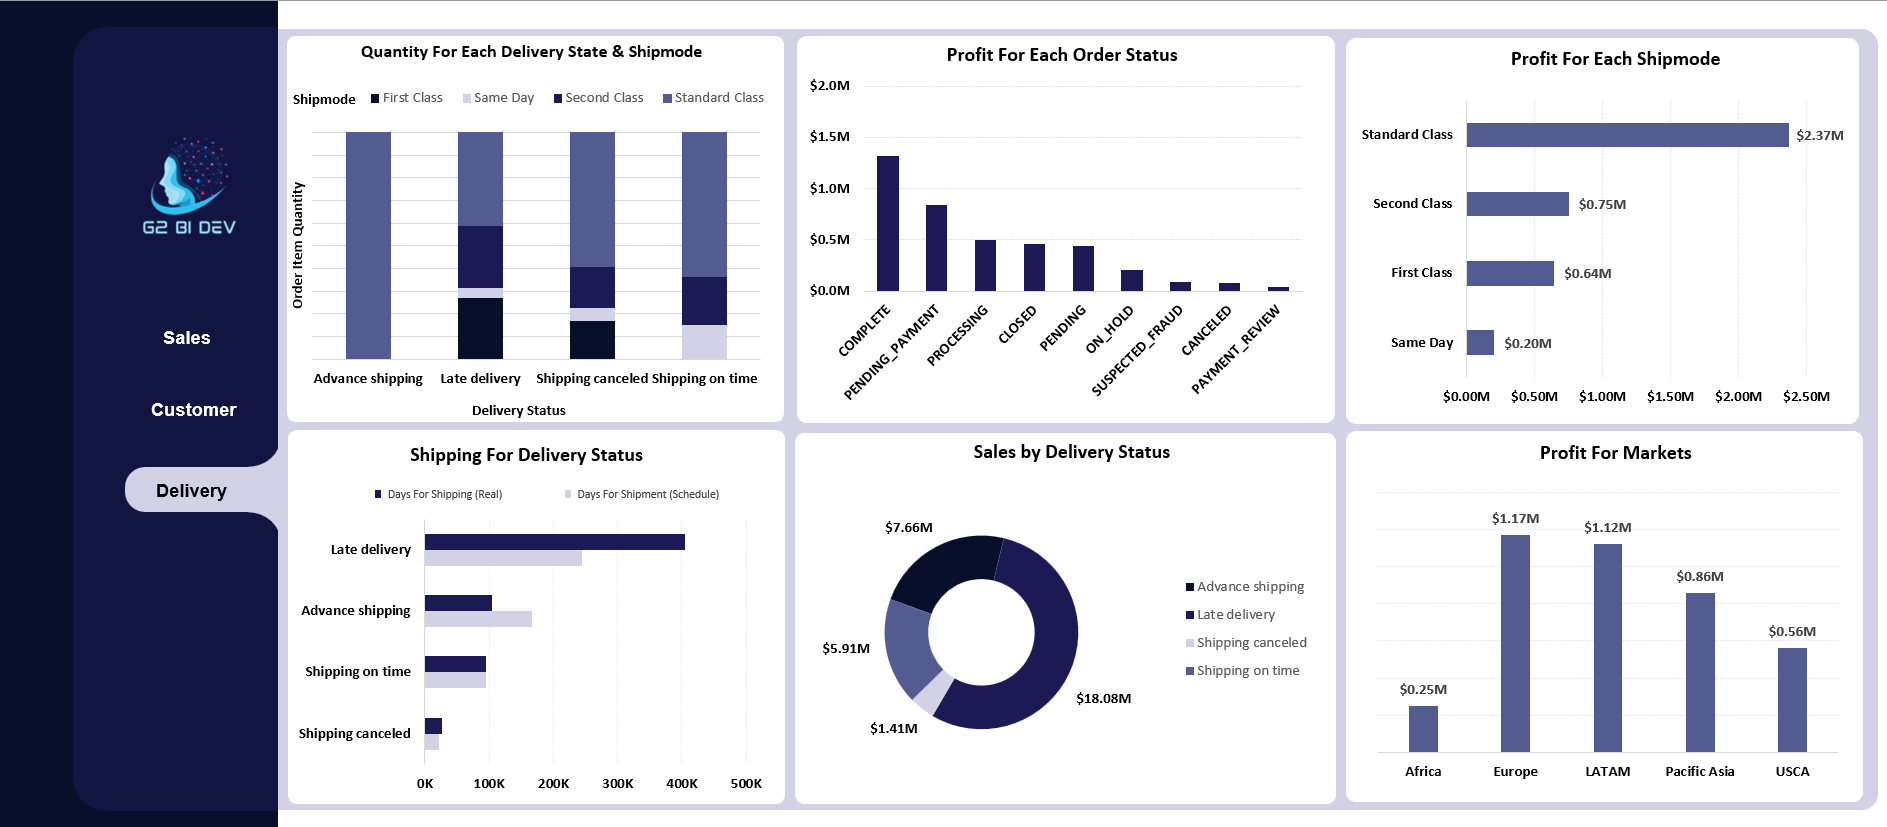 G2 BI DEV
Sales
Customer
Delivery
Quantity For Each Delivery State & Shipmode
Shipmode First Class Same Day Second Class Standard Class
Order Item Quantity
Advance shipping Late delivery Shipping canceled Shipping on time
Delivery Status
Profit For Each Order Status
$2.0M
$1.5M
$1.0M
$0.5M
$0.0M
COMPLETE
PENDING_PAYMENT
PROCESSING
CLOSED
PENDING
ON_HOLD
SUSPECTED_FRAUD
CANCELED
PAYMENT_REVIEW
Profit For Each Shipmode
Standard Class $2.37M
Second Class $0.75M
First Class $0.64M
Same Day $0.20M
$0.00M $0.50M $1.00M $1.50M $2.00M $2.50M
Shipping For Delivery Status
Days For Shipping (Real) Days For Shipment (Schedule)
Late delivery
Advance shipping
Shipping on time
Shipping canceled
0K 100K 200K 300K 400K 500K
Sales by Delivery Status
$7.66M
$5.91M
$18.08M
$1.41M
Advance shipping
Late delivery
Shipping canceled
Shipping on time
Profit For Markets
$0.25M
$1.17M
$1.12M
$0.86M
$0.56M
Africa Europe LATAM Pacific Asia USCA